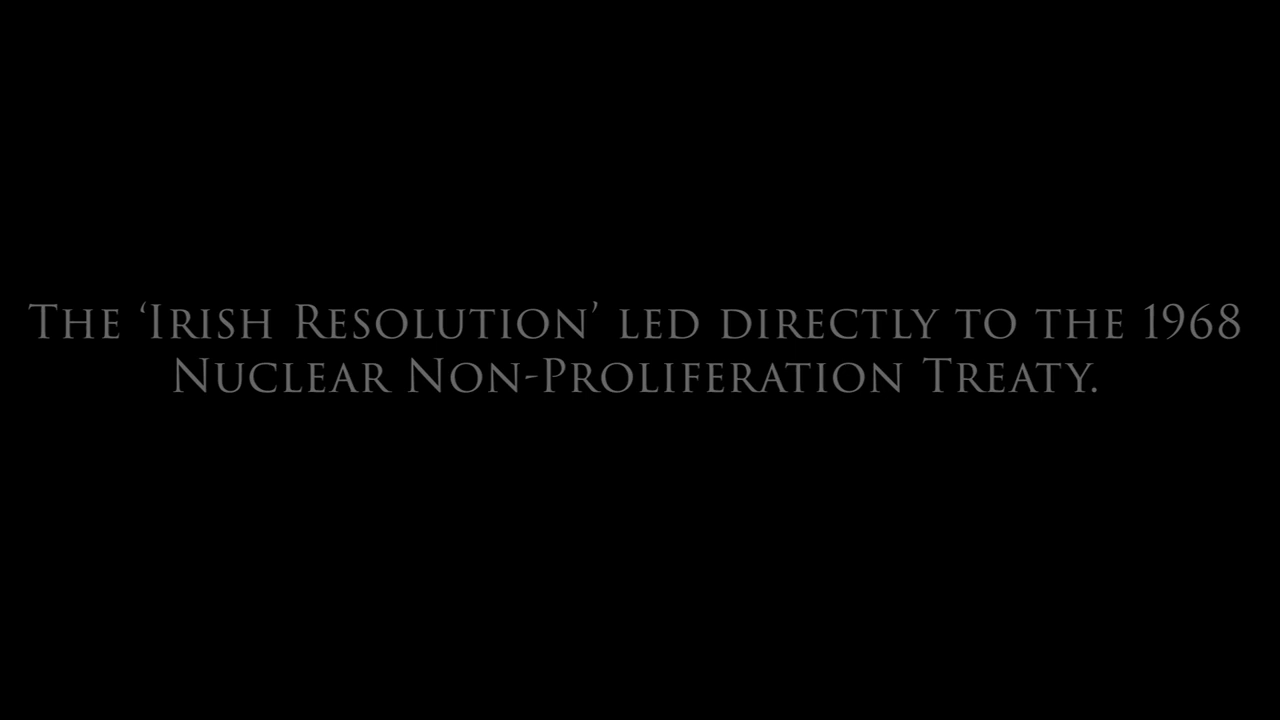 The ‘Irish Resolution’ led directly to the 1968
Nuclear Non-Proliferation Treaty.